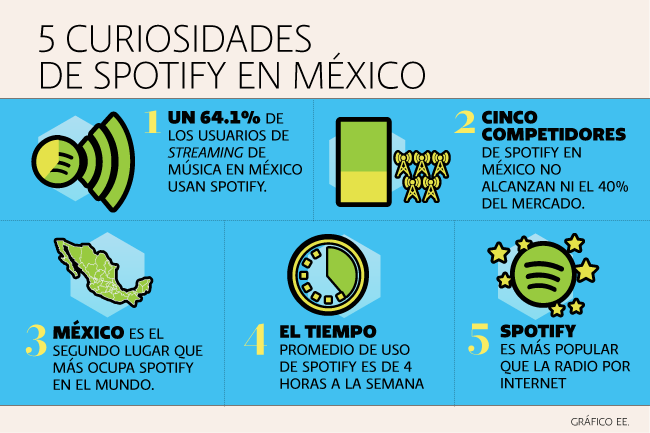 5 CURIOSIDADES
DE SPOTIFY EN MÉXICO
1 UN 64.1% DE
LOS USUARIOS DE
STREAMING DE
MÚSICA EN MÉXICO
USAN SPOTIFY.
2 CINCO
COMPETIDORES
DE SPOTIFY EN
MÉXICO NO
ALCANZAN NI EL 40%
DEL MERCADO.
3 MÉXICO ES EL
SEGUNDO LUGAR QUE
MÁS OCUPA SPOTIFY
EN EL MUNDO.
4 EL TIEMPO
PROMEDIO DE USO
DE SPOTIFY ES DE 4
HORAS A LA SEMANA
5 SPOTIFY
ES MÁS POPULAR
QUE LA RADIO POR
INTERNET
GRÁFICO EE.